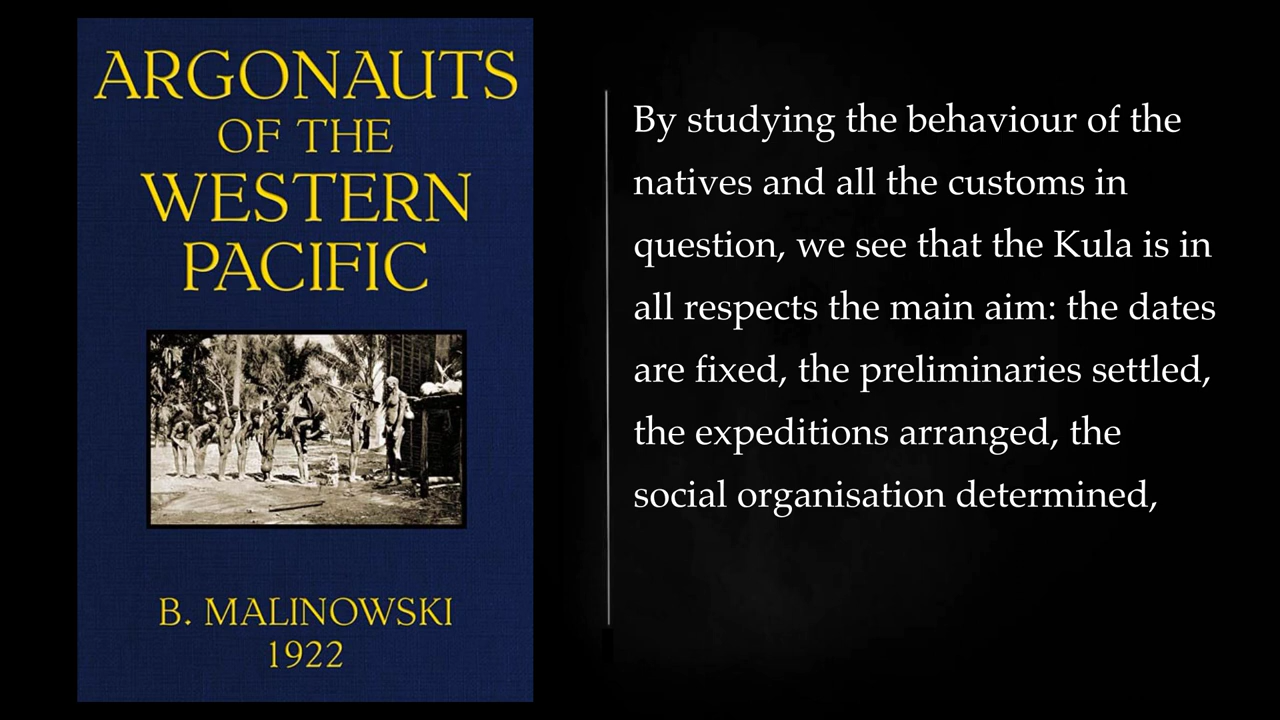 ARGONAUTS
OF THE
WESTERN
PACIFIC
B. MALINOWSKI
1922
By studying the behaviour of the
natives and all the customs in
question, we see that the Kula is in
all respects the main aim: the dates
are fixed, the preliminaries settled,
the expeditions arranged, the
social organisation determined,